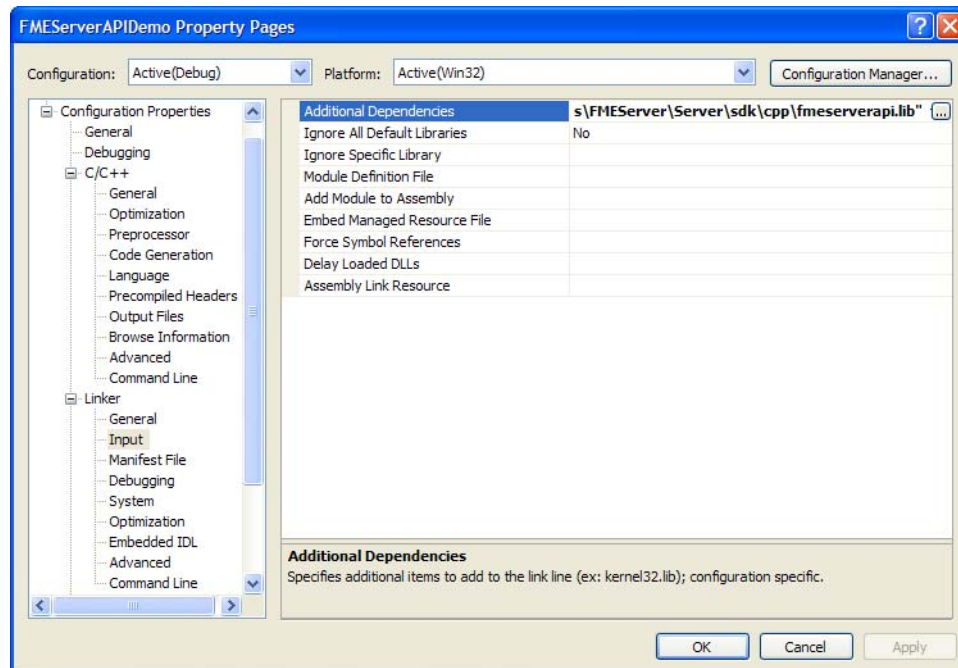 FMEServerAPIDemo Property Pages
Configuration: Active(Debug) Platform: Active(Win32) Configuration Manager...
Configuration Properties
General
Debugging
C/C++
General
Optimization
Preprocessor
Code Generation
Language
Precompiled Headers
Output Files
Browse Information
Advanced
Command Line
Linker
General
Input
Manifest File
Debugging
System
Optimization
Embedded IDL
Advanced
Command Line
Additional Dependencies s\FMEServer\Server\sdk\cpp\fmeserverapi.lib" ...
Ignore All Default Libraries No
Ignore Specific Library
Module Definition File
Add Module to Assembly
Embed Managed Resource File
Force Symbol References
Delay Loaded DLLs
Assembly Link Resource
Additional Dependencies
Specifies additional items to add to the link line (ex: kernel32.lib); configuration specific.
OK Cancel Apply